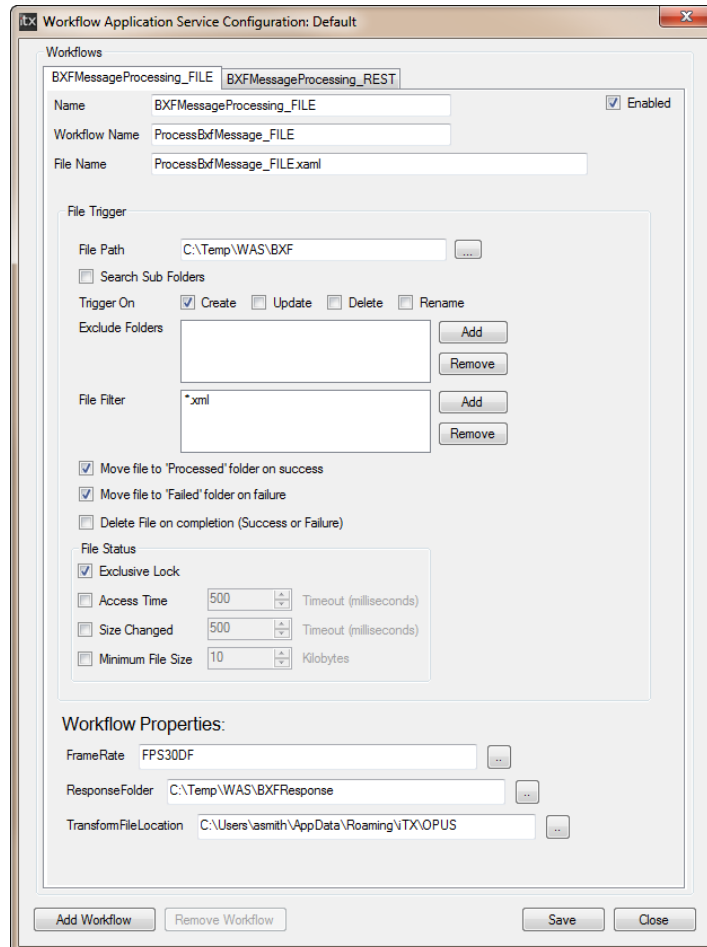 itx Workflow Application Service Configuration: Default
Workflows
BXFMessageProcessing_FILE BXFMessageProcessing_REST
Name BXFMessageProcessing_FILE Enabled
Workflow Name ProcessBxfMessage_FILE
File Name ProcessBxfMessage_FILE.xaml
File Trigger
File Path C:\Temp\WAS\BXF ...
Search Sub Folders
Trigger On Create Update Delete Rename
Exclude Folders Add
Remove
File Filter *.xml Add
Remove
Move file to 'Processed' folder on success
Move file to 'Failed' folder on failure
Delete File on completion (Success or Failure)
File Status
Exclusive Lock
Access Time 500 Timeout (milliseconds)
Size Changed 500 Timeout (milliseconds)
Minimum File Size 10 Kilobytes
Workflow Properties:
FrameRate FPS30DF ..
ResponseFolder C:\Temp\WAS\BXFResponse ..
TransformFileLocation C:\Users\asmith\AppData\Roaming\iTX\OPUS ..
Add Workflow Remove Workflow Save Close